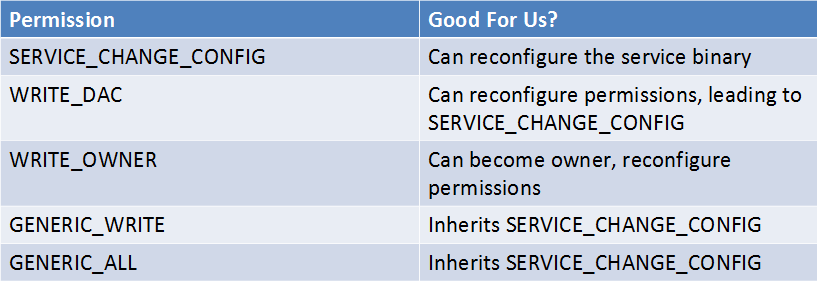 Permission
Good For Us?
SERVICE_CHANGE_CONFIG
Can reconfigure the service binary
WRITE_DAC
Can reconfigure permissions, leading to
SERVICE_CHANGE_CONFIG
WRITE_OWNER
Can become owner, reconfigure
permissions
GENERIC_WRITE
Inherits SERVICE_CHANGE_CONFIG
GENERIC_ALL
Inherits SERVICE_CHANGE_CONFIG